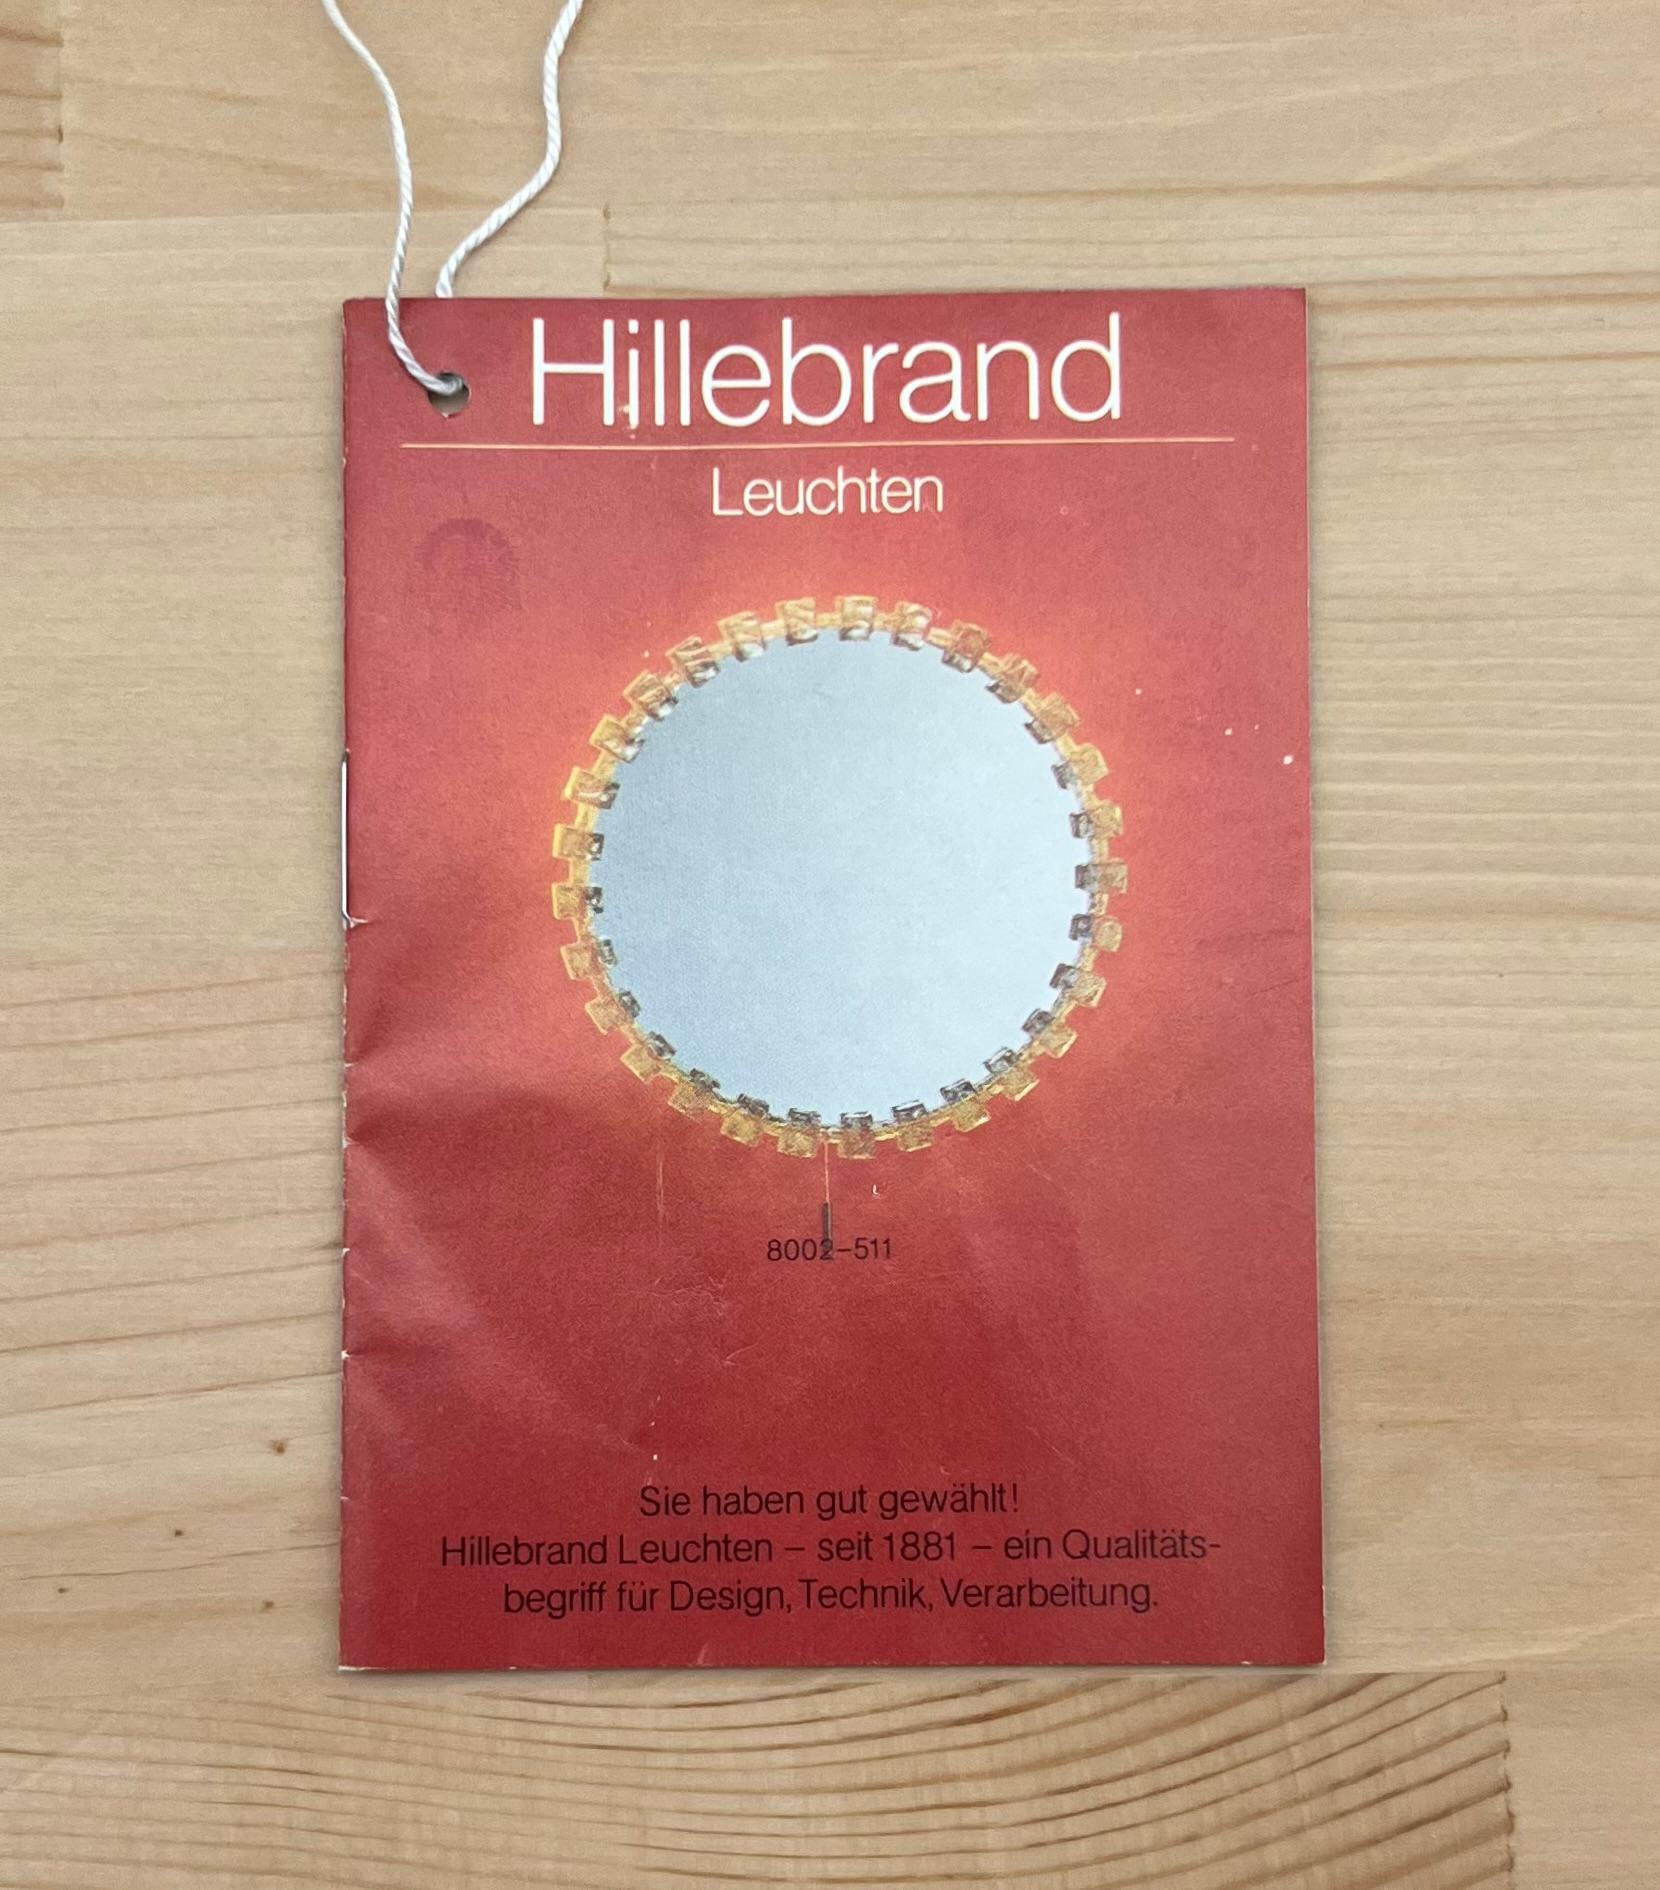 Hillebrand
Leuchten
8002-511
Sie haben gut gewählt!
Hillebrand Leuchten – seit 1881 – ein Qualitäts-
begriff für Design, Technik, Verarbeitung.